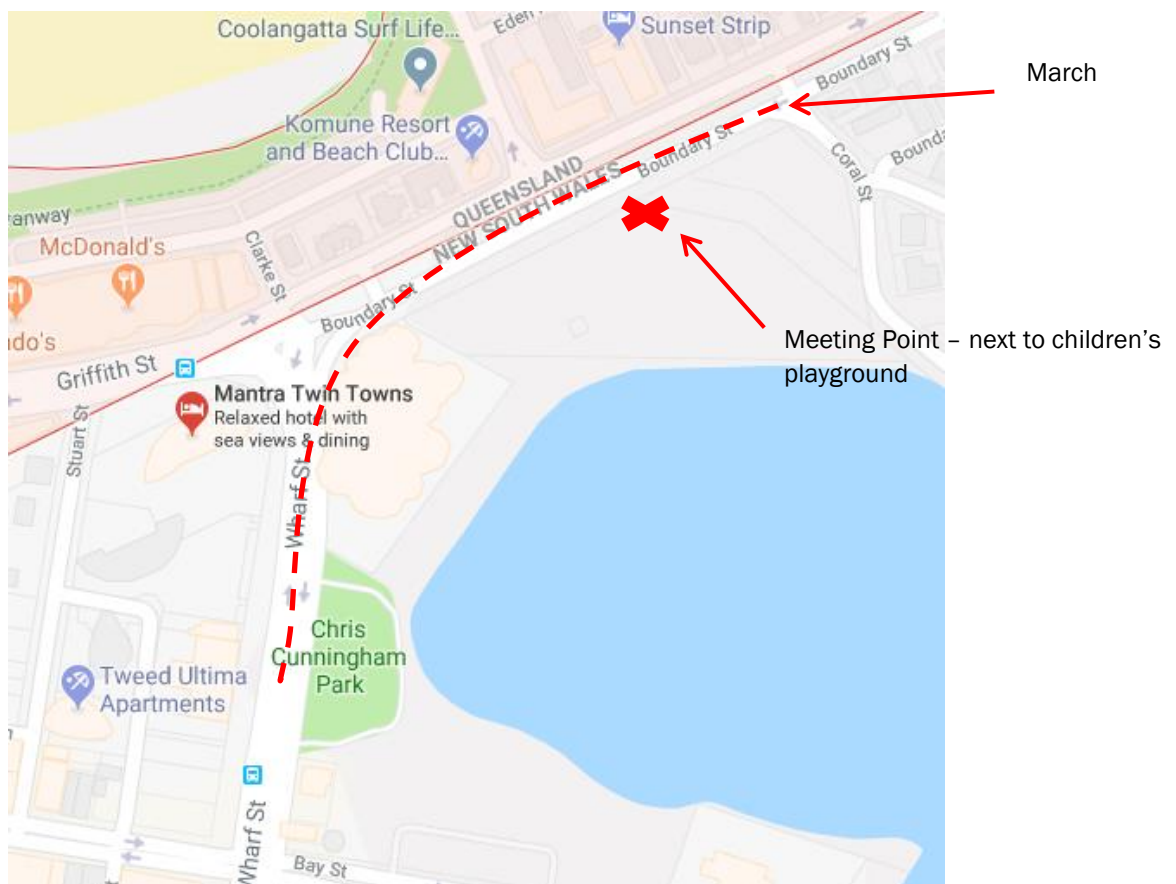 Coolangatta Surf Life...
Eden
Sunset Strip
Boundary St
March
Komune Resort
and Beach Club...
QUEENSLAND
NEW SOUTH WALES
Boundary St
Coral St
McDonald's
Clarke St
Boundary St
Griffith St
Meeting Point – next to children's
playground
Mantra Twin Towns
Relaxed hotel with
sea views & dining
Stuart St
Wharf St
Chris
Cunningham
Park
Tweed Ultima
Apartments
Wharf St
Bay St